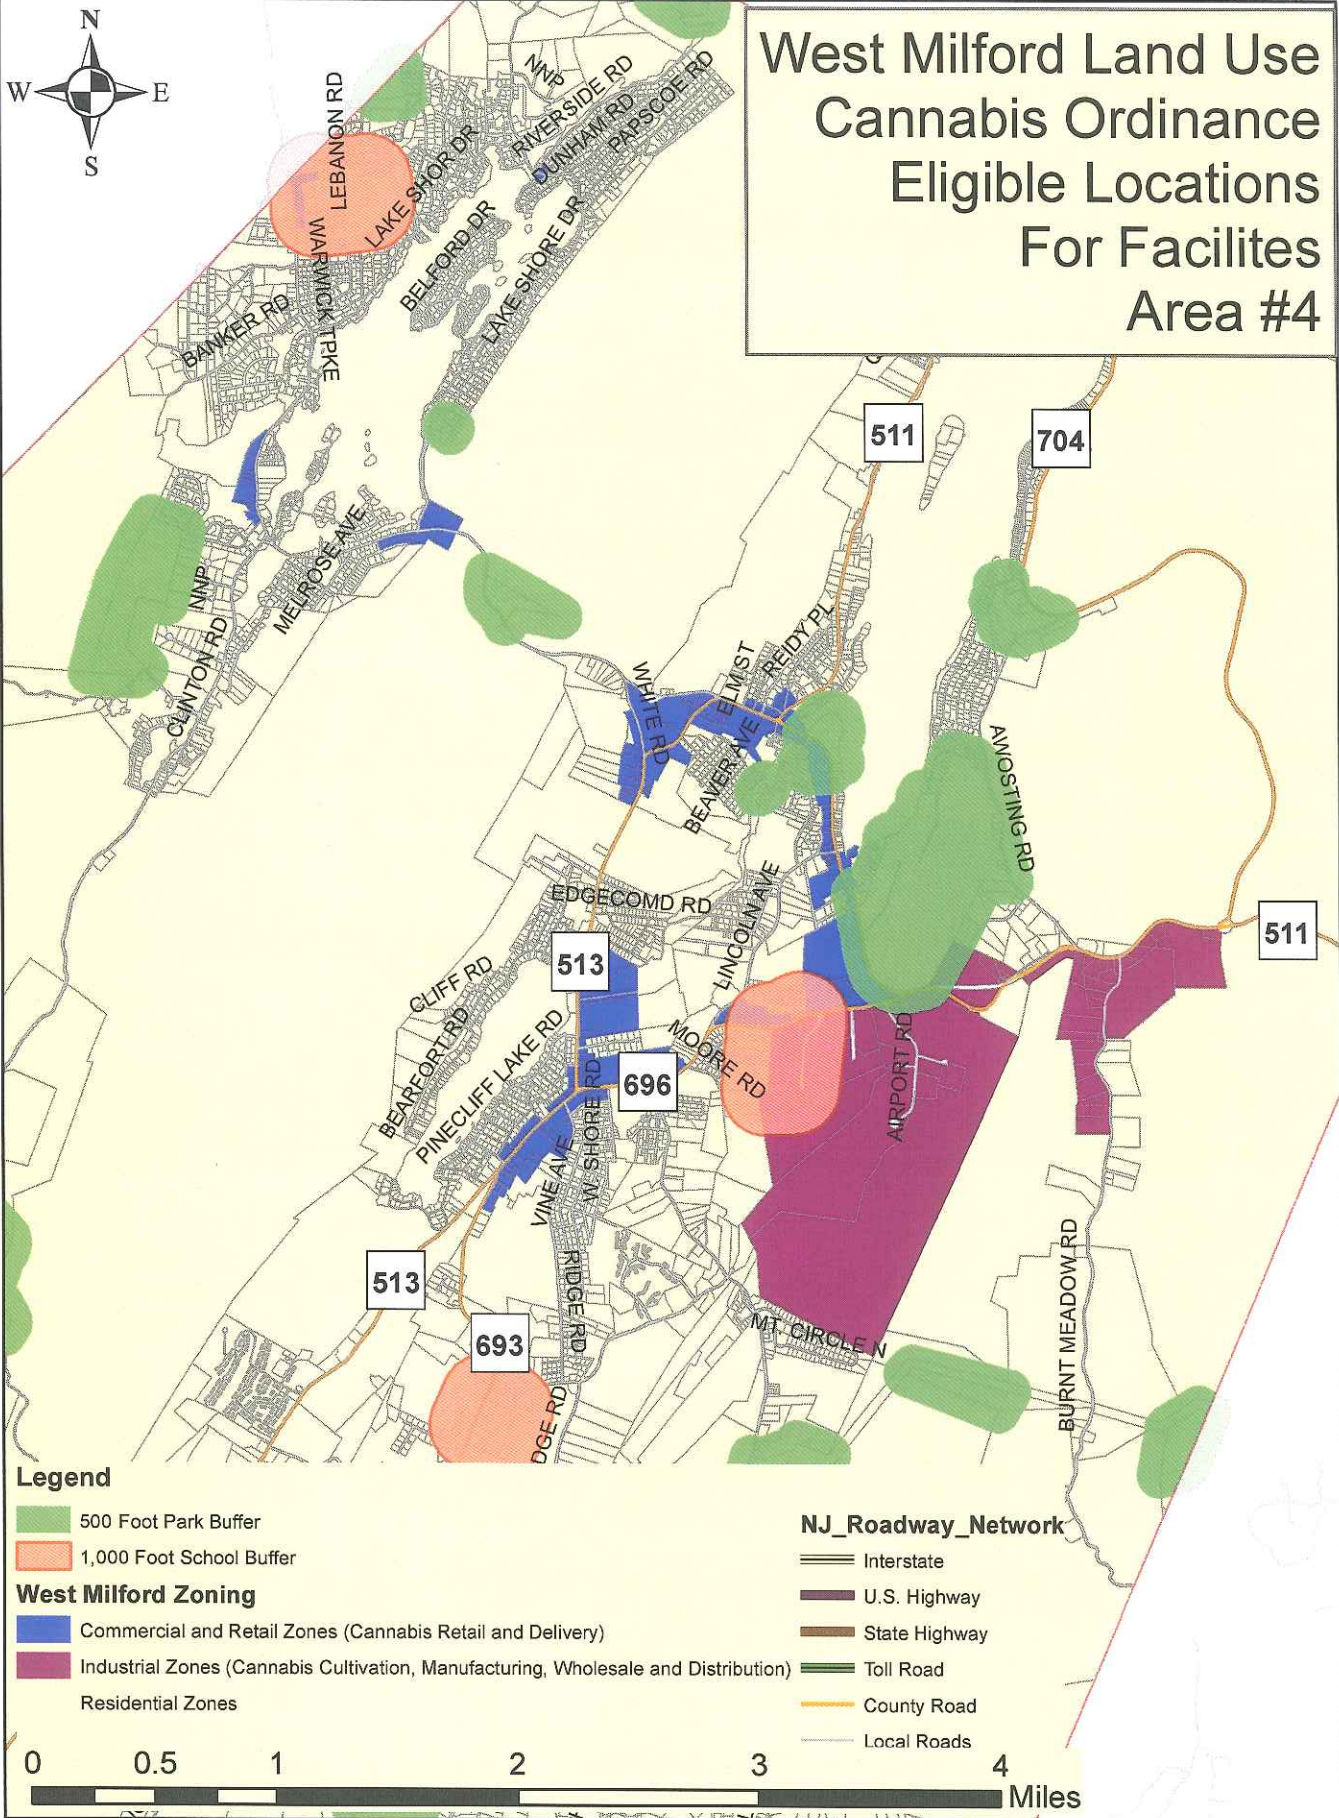 N
W
E
S
West Milford Land Use
Cannabis Ordinance
Eligible Locations
For Facilites
Area #4
LEBANON RD
NNP
RIVERSIDE RD
DUNHAM RD
PAPSCOE RD
LAKE SHOR DR
WARWICK TPKE
BELFORD DR
LAKE SHORE DR
BANKER RD
511
704
MELROSE AVE
NNP
CLINTON RD
WHITE RD
ELM ST
REIDY PL
BEAVER AVE
AWOSTING RD
EDGECOMD RD
LINCOLN AVE
513
511
CLIFF RD
BEARFORT RD
PINECLIFF LAKE RD
MOORE RD
696
W. SHORE RD
AIRPORT RD
VINE AVE
513
RIDGE RD
693
MT. CIRCLE N
BURNT MEADOW RD
DGE RD
Legend
500 Foot Park Buffer
1,000 Foot School Buffer
West Milford Zoning
Commercial and Retail Zones (Cannabis Retail and Delivery)
Industrial Zones (Cannabis Cultivation, Manufacturing, Wholesale and Distribution)
Residential Zones
NJ_Roadway_Network
Interstate
U.S. Highway
State Highway
Toll Road
County Road
Local Roads
0 0.5 1 2 3 4
Miles